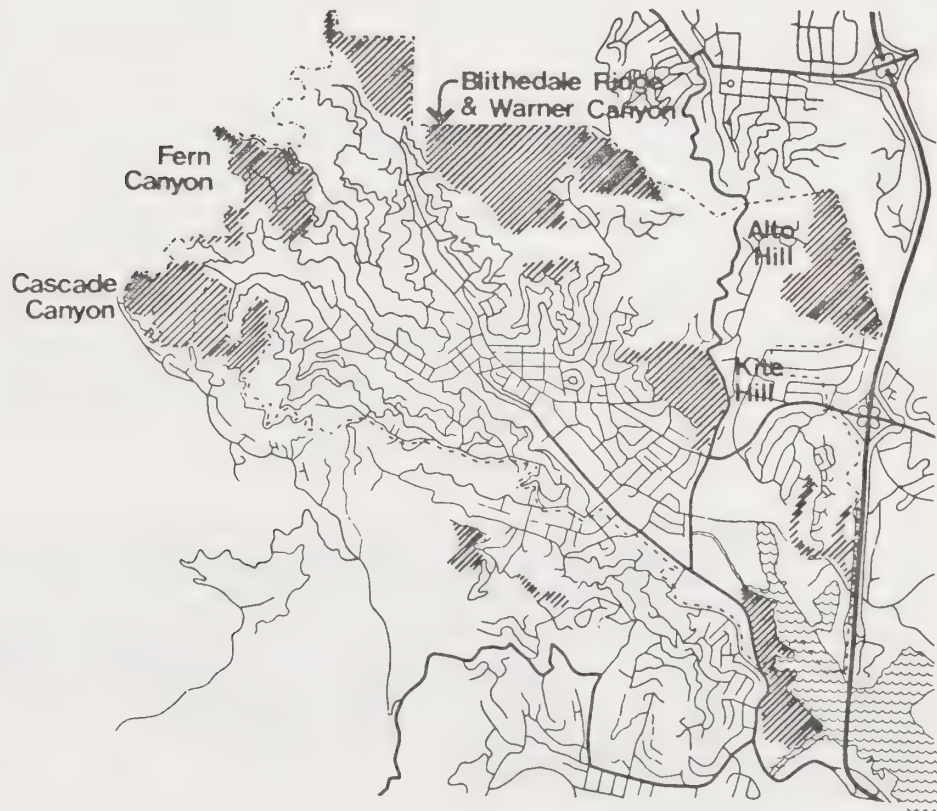 Blithedale Ridge
& Warner Canyon
Fern
Canyon
Alto
Hill
Cascade
Canyon
Kite
Hill